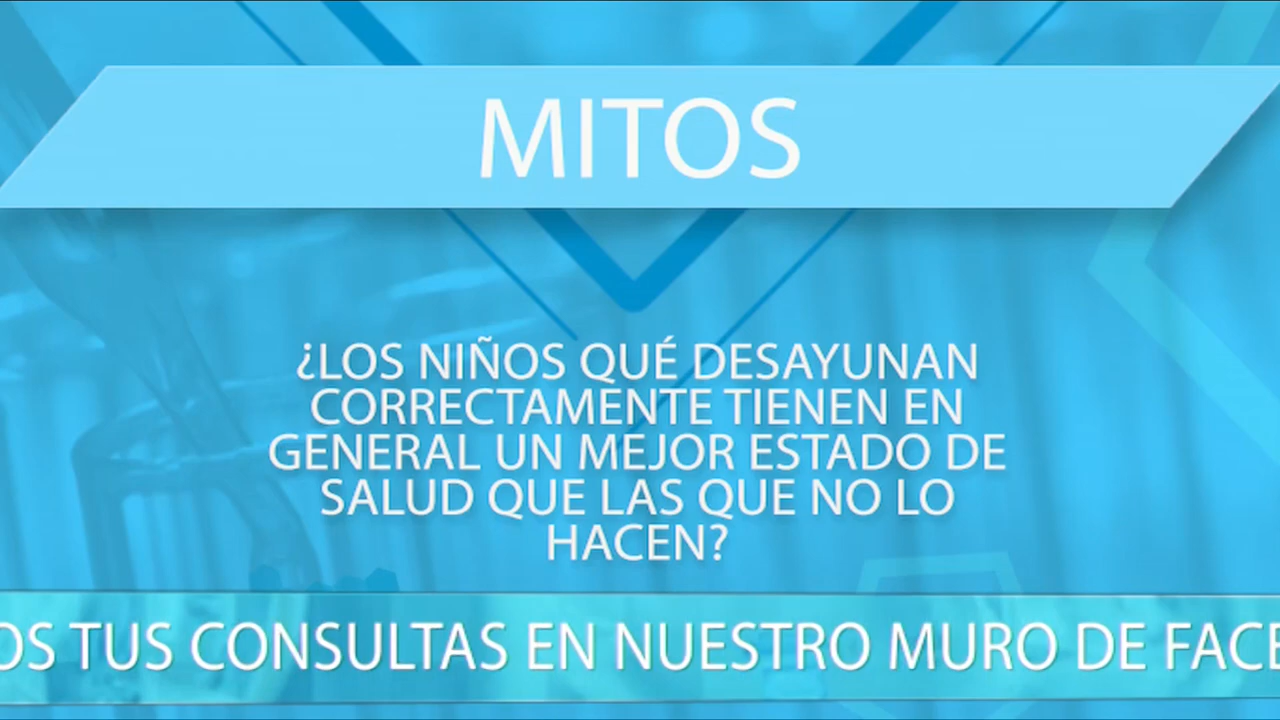 MITOS
¿LOS NIÑOS QUÉ DESAYUNAN
CORRECTAMENTE TIENEN EN
GENERAL UN MEJOR ESTADO DE
SALUD QUE LAS QUE NO LO
HACEN?
OS TUS CONSULTAS EN NUESTRO MURO DE FACE